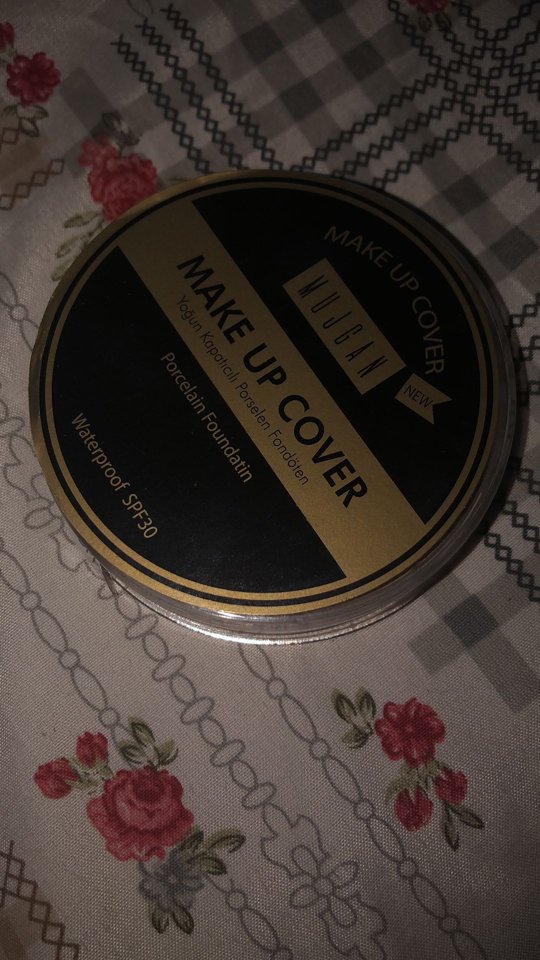 MAKE UP COVER
MUJGAN
NEW
MAKE UP COVER
Yoğun Kapatıcılı Porselen Fondöten
Porcelain Foundatin
Waterproof SPF30